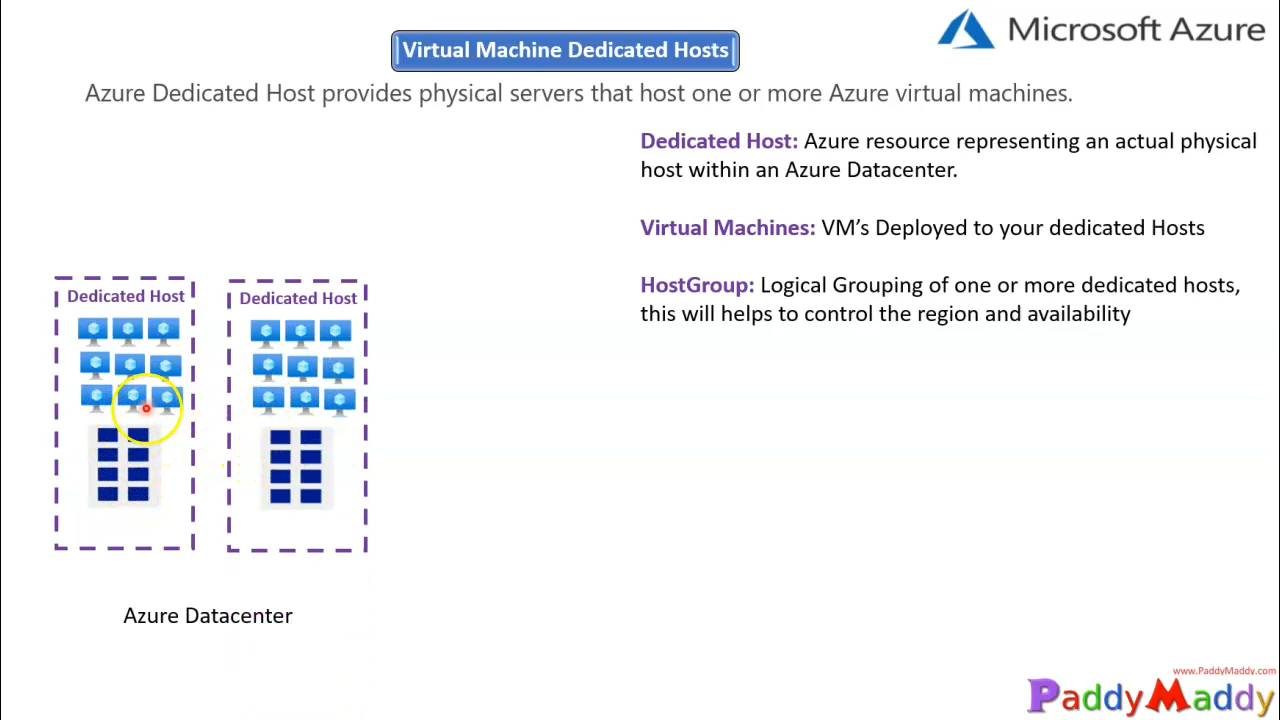 Virtual Machine Dedicated Hosts
Microsoft Azure
Azure Dedicated Host provides physical servers that host one or more Azure virtual machines.
Dedicated Host: Azure resource representing an actual physical
host within an Azure Datacenter.
Virtual Machines: VM’s Deployed to your dedicated Hosts
HostGroup: Logical Grouping of one or more dedicated hosts,
this will helps to control the region and availability
Dedicated Host
Dedicated Host
Azure Datacenter
www.PaddyMaddy.com
PaddyMaddy